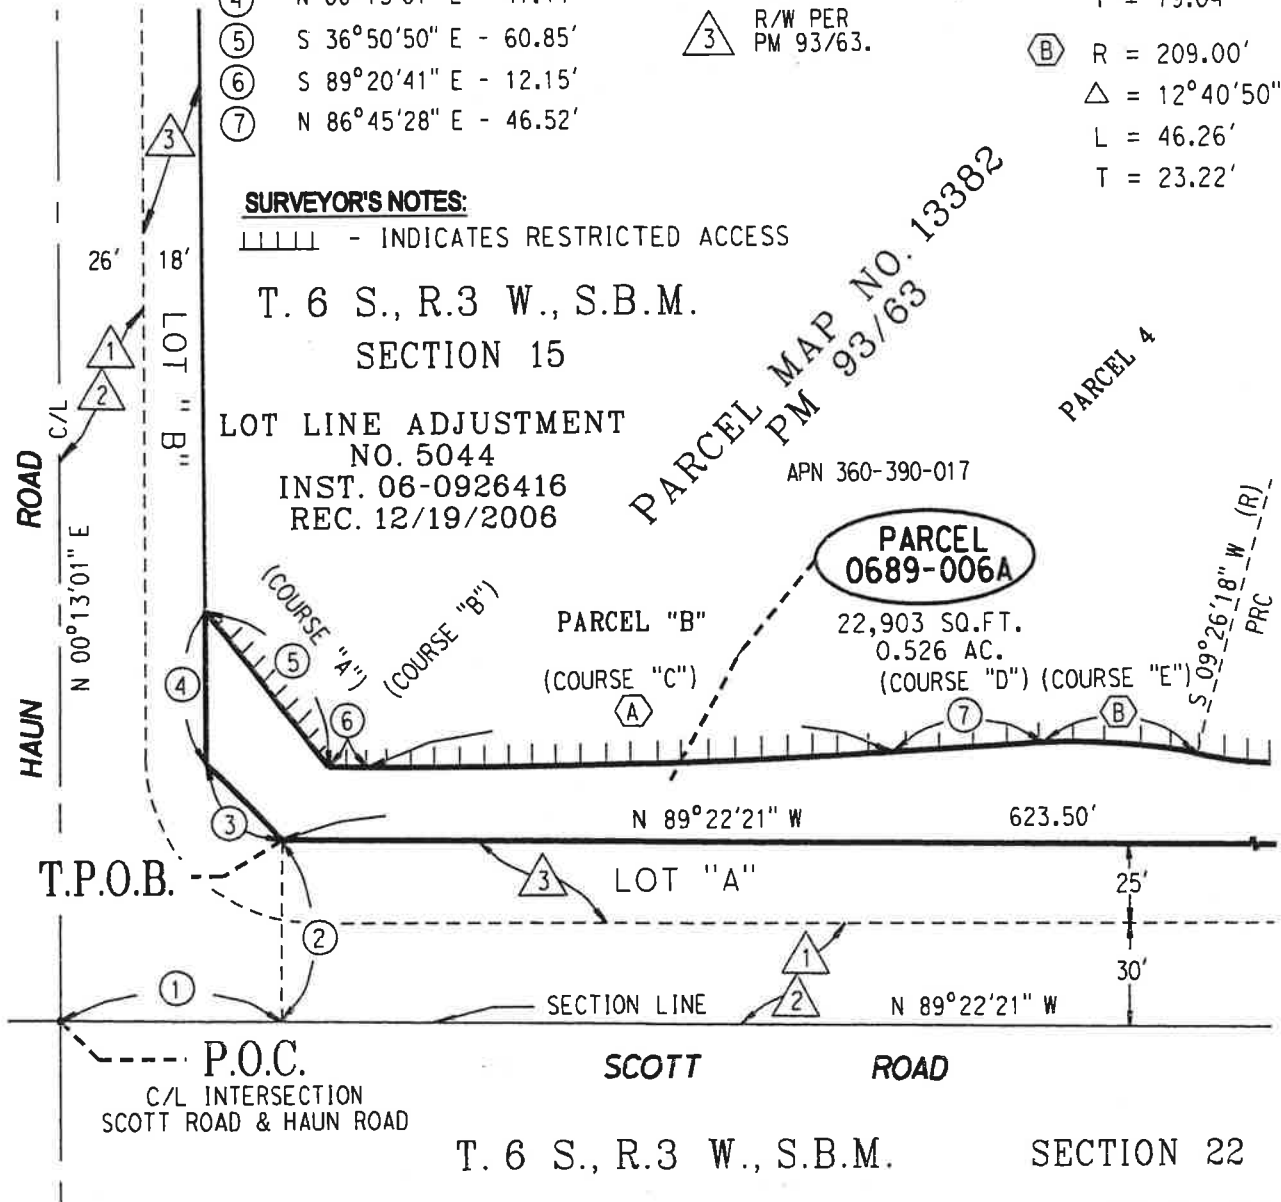 ⑤ S 36°50'50" E - 60.85'
⑥ S 89°20'41" E - 12.15'
⑦ N 86°45'28" E - 46.52'
3 R/W PER
PM 93/63.
B R = 209.00'
△ = 12°40'50"
L = 46.26'
T = 23.22'
3
SURVEYOR'S NOTES:
- INDICATES RESTRICTED ACCESS
26' 18'
T. 6 S., R.3 W., S.B.M.
SECTION 15
LOT "B"
1
2
C/L
LOT LINE ADJUSTMENT
NO. 5044
INST. 06-0926416
REC. 12/19/2006
PARCEL MAP NO. 13382
PM 93/63
PARCEL 4
APN 360-390-017
HAUN ROAD
N 00°13'01" E
PARCEL
0689-006A
22,903 SQ.FT.
0.526 AC.
(COURSE "A")
(COURSE "B")
PARCEL "B"
(COURSE "C")
(COURSE "D")
(COURSE "E")
S 09°26'18" W (R)
PRC
④
⑤
⑥
A
⑦
B
③
N 89°22'21" W 623.50'
T.P.O.B.
3
LOT "A"
25'
②
1
30'
①
SECTION LINE
2
N 89°22'21" W
P.O.C.
C/L INTERSECTION
SCOTT ROAD & HAUN ROAD
SCOTT ROAD
T. 6 S., R.3 W., S.B.M.
SECTION 22